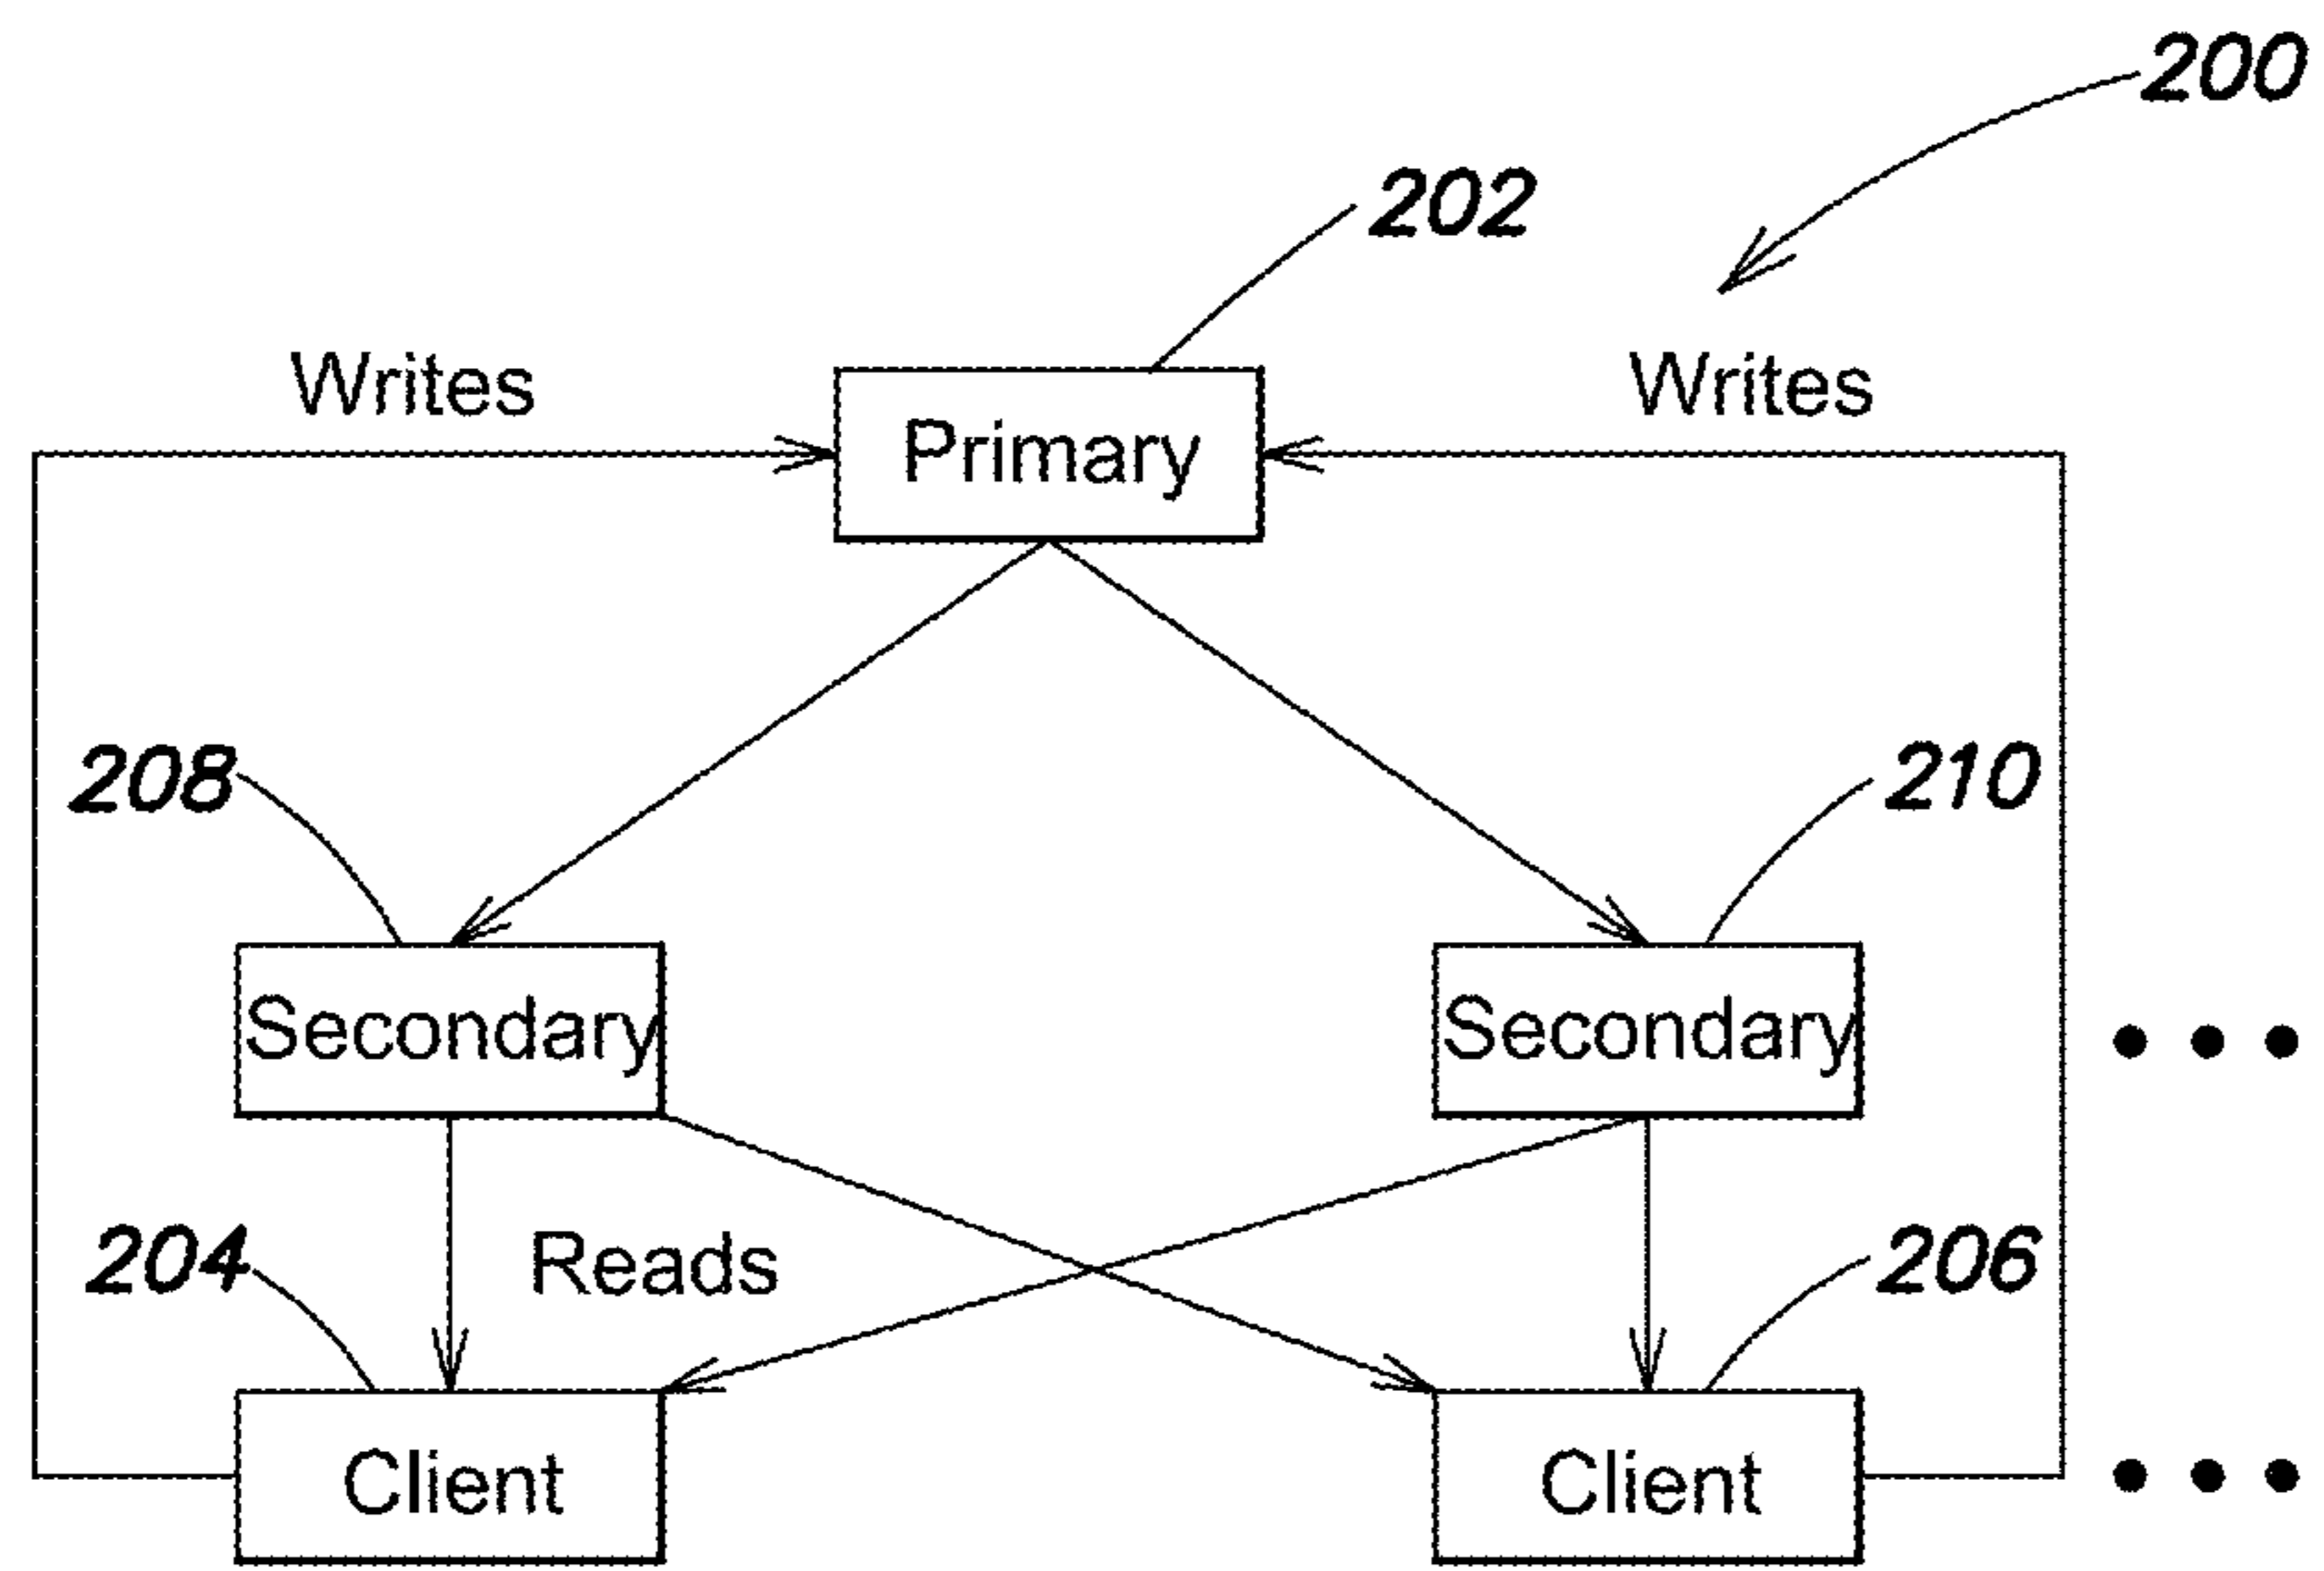 200
202
Writes
Writes
Primary
208
210
Secondary
Secondary
204
Reads
206
Client
Client